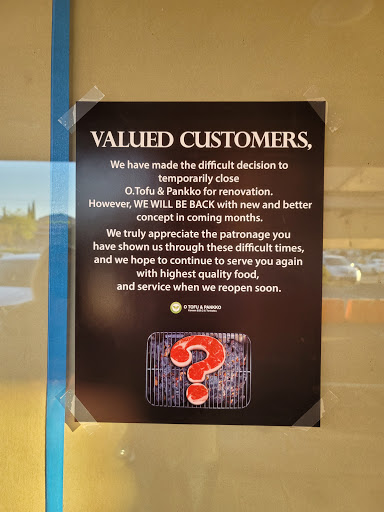 VALUED CUSTOMERS,
We have made the difficult decision to
temporarily close
O.Tofu & Pankko for renovation.
However, WE WILL BE BACK with new and better
concept in coming months.
We truly appreciate the patronage you
have shown us through these difficult times,
and we hope to continue to serve you again
with highest quality food,
and service when we reopen soon.
O TOFU & PANKKO